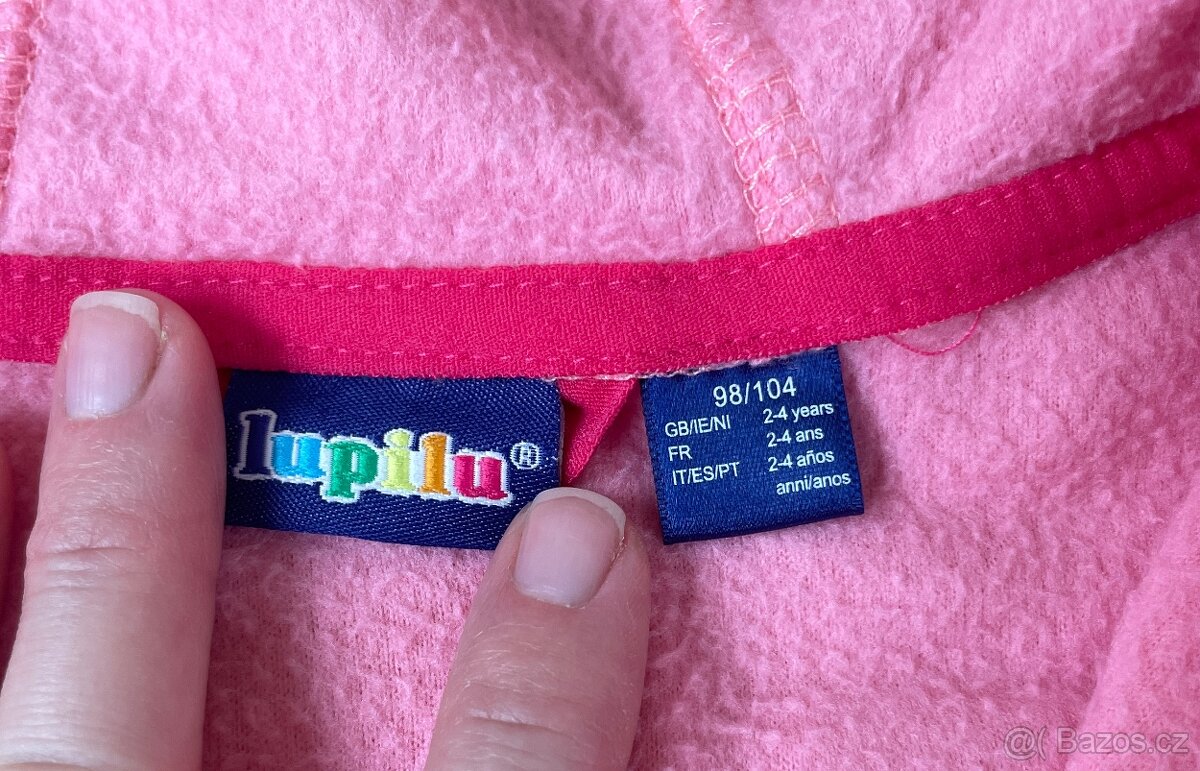 lupilu®
98/104
GB/IE/NI 2-4 years
FR 2-4 ans
IT/ES/PT 2-4 años
anni/anos
@( Bazos.cz